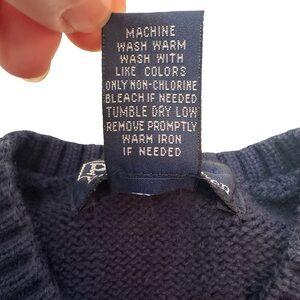 MACHINE
WASH WARM
WASH WITH
LIKE COLORS
ONLY NON-CHLORINE
BLEACH IF NEEDED
TUMBLE DRY LOW
REMOVE PROMPTLY
WARM IRON
IF NEEDED